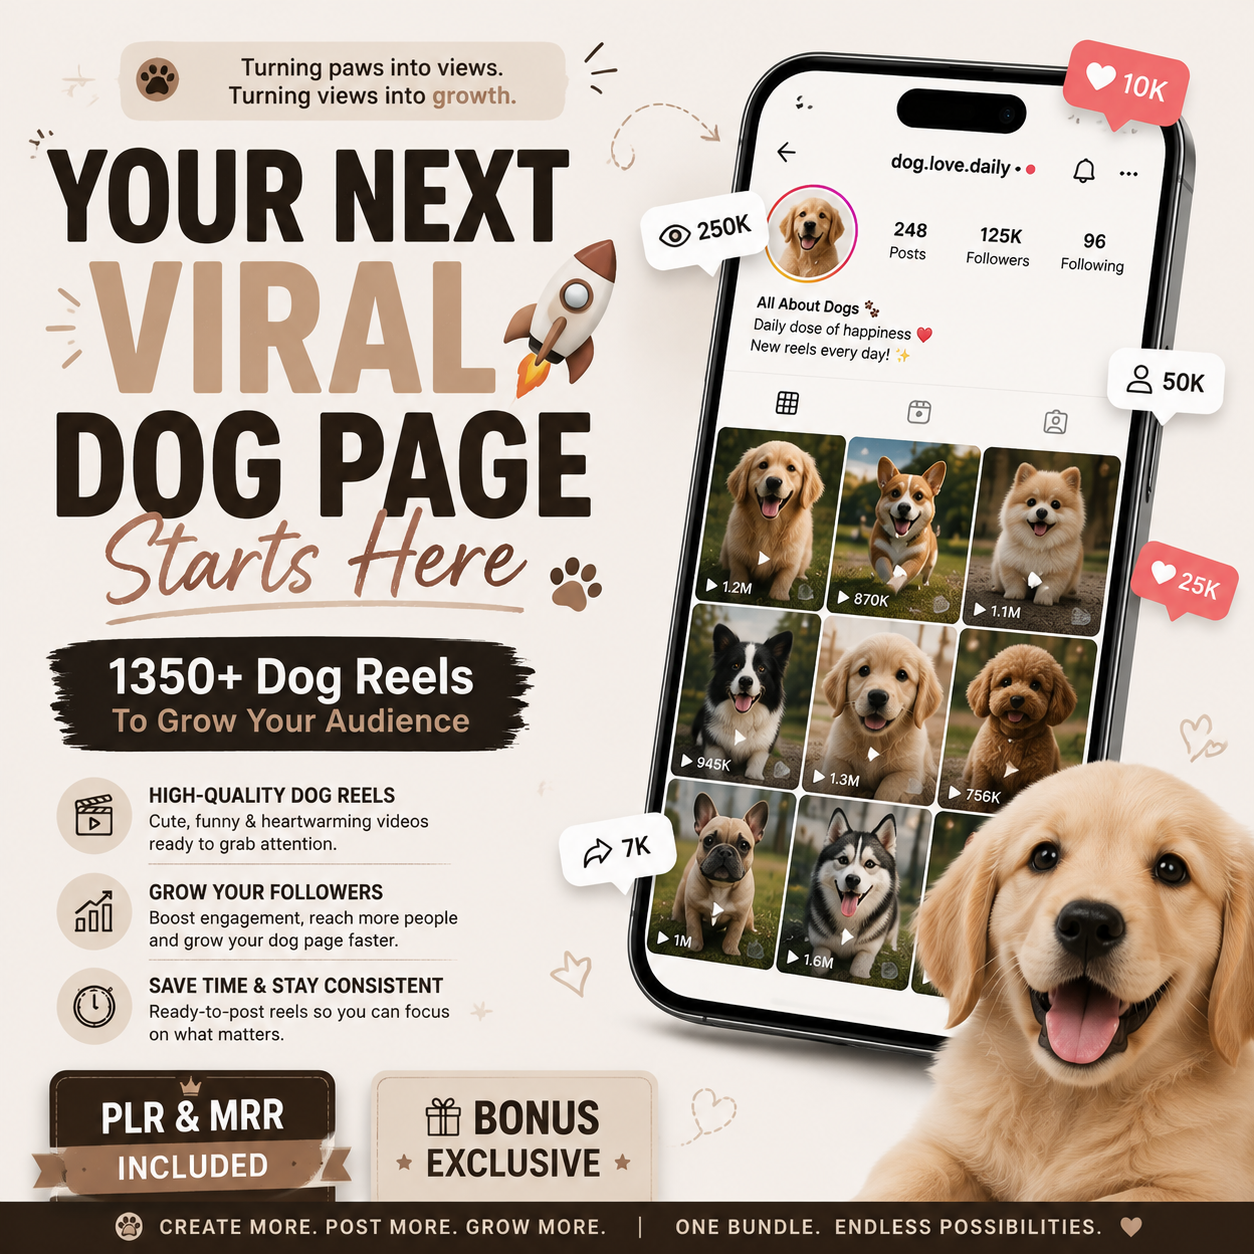 Turning paws into views.
Turning views into growth.
YOUR NEXT
VIRAL
DOG PAGE
Starts Here
1350+ Dog Reels
To Grow Your Audience
HIGH-QUALITY DOG REELS
Cute, funny & heartwarming videos
ready to grab attention.
GROW YOUR FOLLOWERS
Boost engagement, reach more people
and grow your dog page faster.
SAVE TIME & STAY CONSISTENT
Ready-to-post reels so you can focus
on what matters.
PLR & MRR
INCLUDED
BONUS
EXCLUSIVE
10K
dog.love.daily •
250K
248
Posts
125K
Followers
96
Following
All About Dogs
Daily dose of happiness
New reels every day!
50K
1.2M
870K
1.1M
25K
945K
1.3M
756K
7K
1M
1.6M
CREATE MORE. POST MORE. GROW MORE. | ONE BUNDLE. ENDLESS POSSIBILITIES.